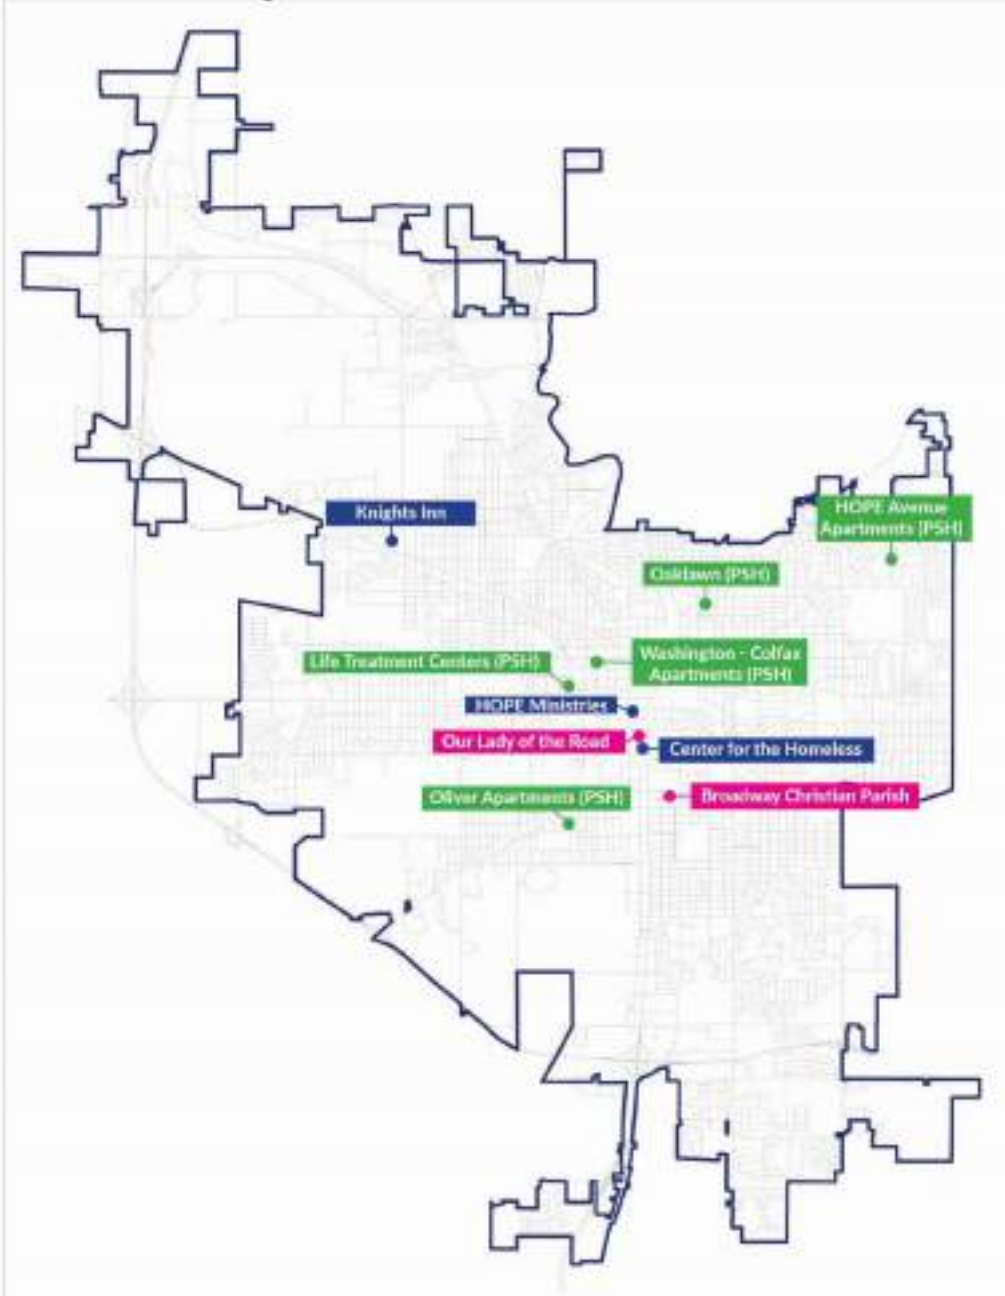 Knights Inn
HOPE Avenue
Apartments (PSH)
Oaklawn (PSH)
Life Treatment Centers (PSH)
Washington - Colfax
Apartments (PSH)
HOPE Ministries
Our Lady of the Road
Center for the Homeless
Oliver Apartments (PSH)
Broadway Christian Parish